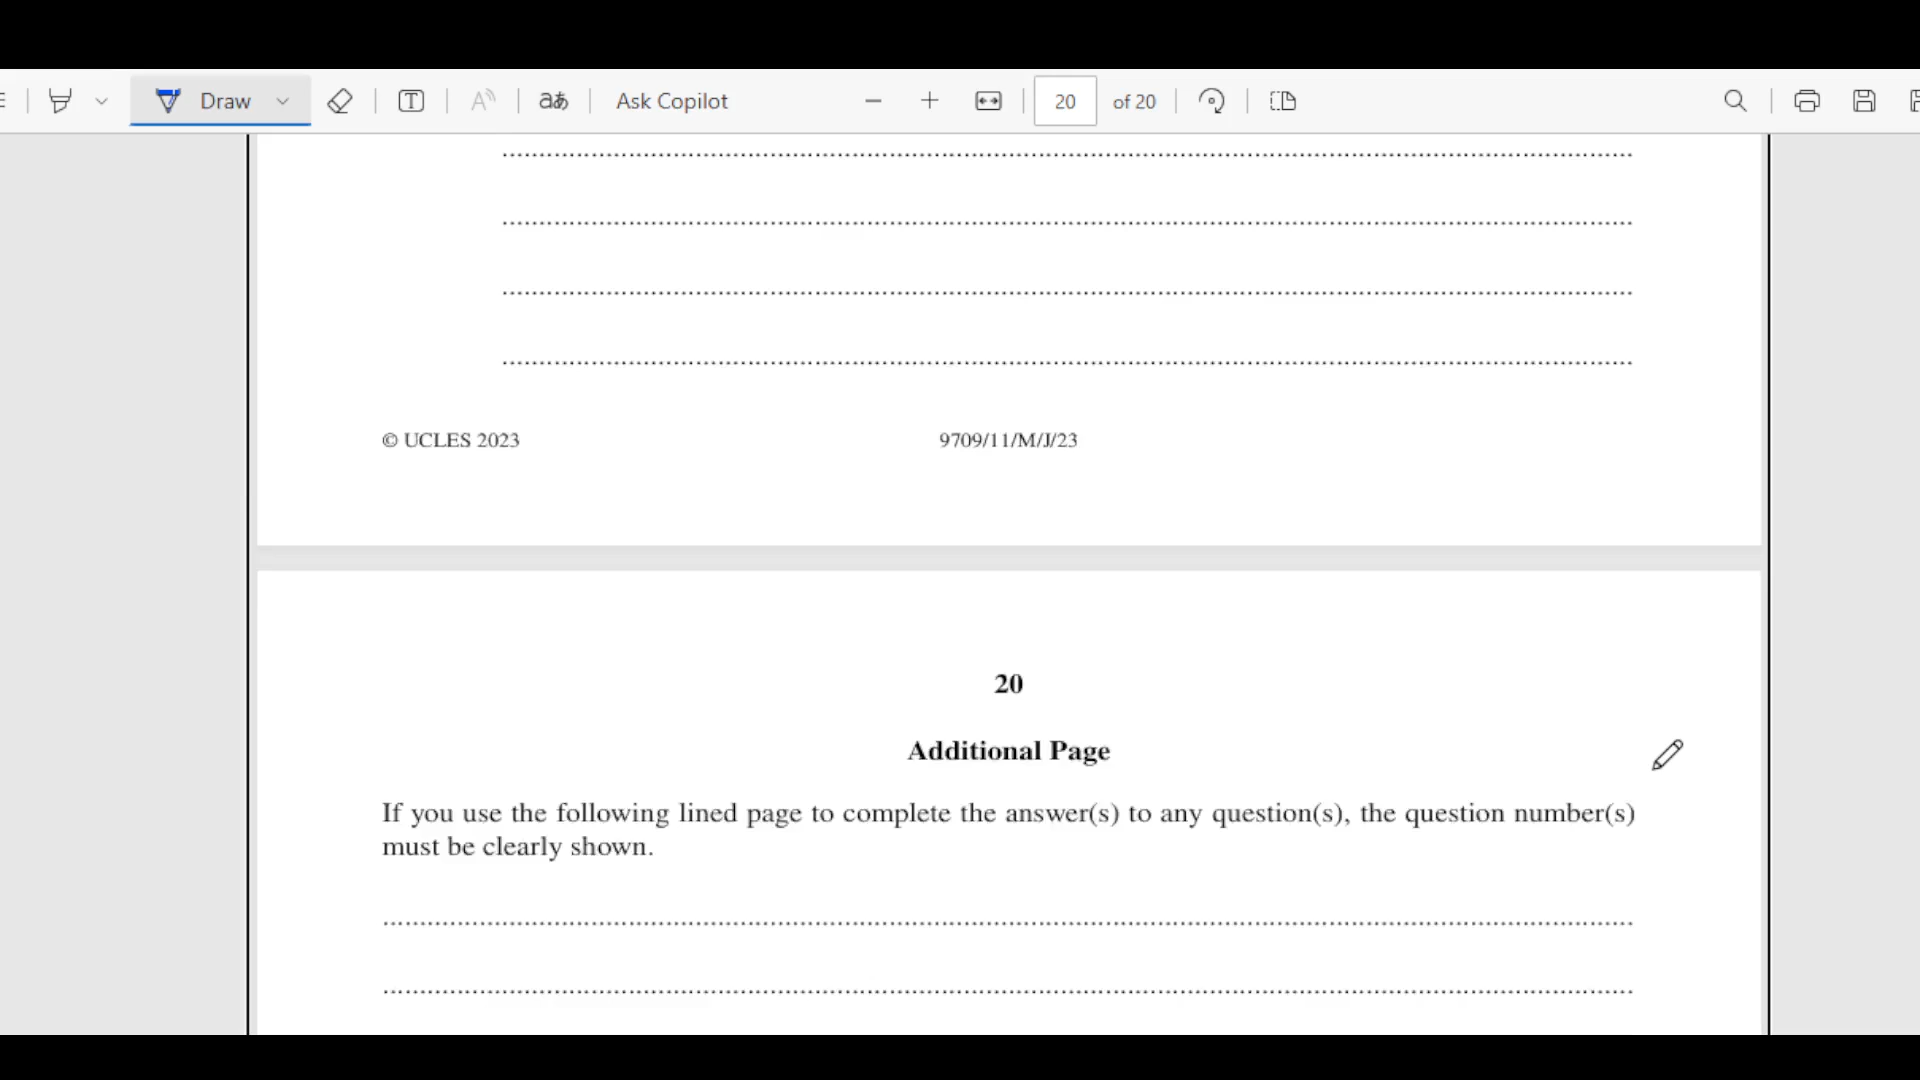 Draw
Ask Copilot
20
of 20
© UCLES 2023
9709/11/M/J/23
20
Additional Page
If you use the following lined page to complete the answer(s) to any question(s), the question number(s)
must be clearly shown.